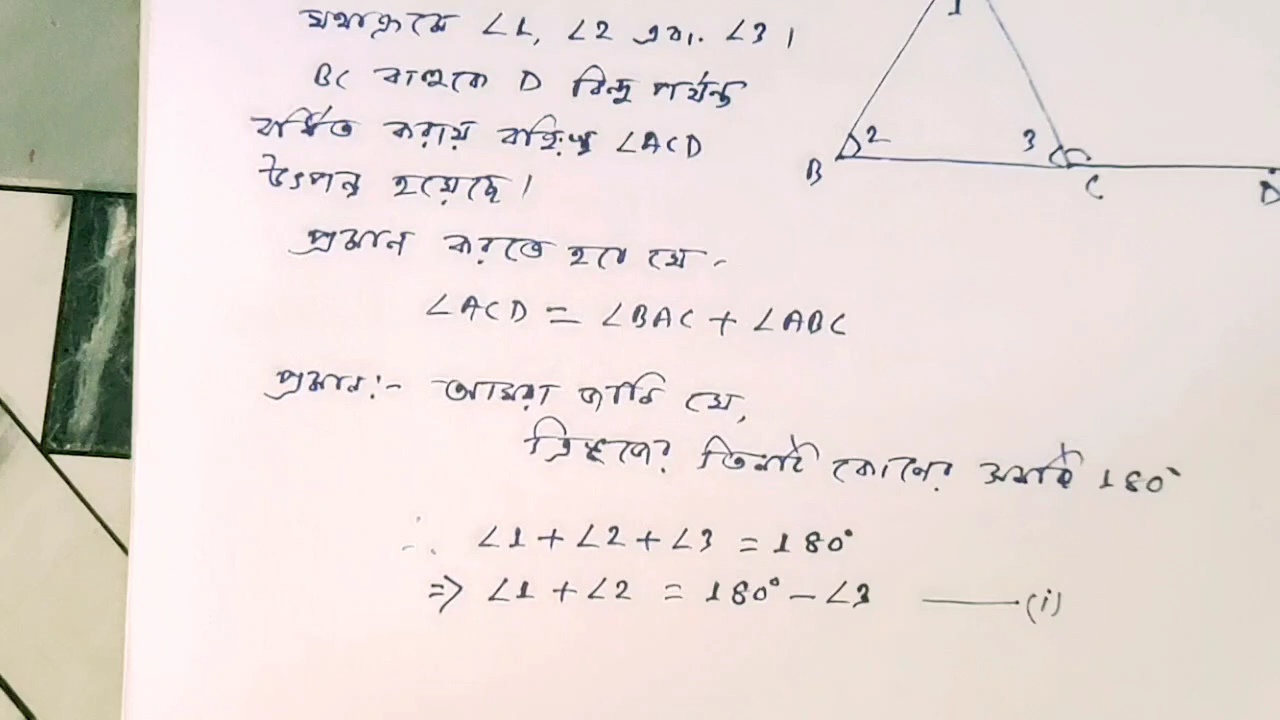 যথাক্রমে ∠1, ∠2 এবং ∠3।
BC বাহুকে D বিন্দু পর্যন্ত
বর্ধিত করায় বহিঃস্থ ∠ACD
উৎপন্ন হয়েছে।
প্রমান করতে হবে যে -
∠ACD = ∠BAC + ∠ABC
প্রমান:- আমরা জানি যে,
ত্রিভূজের তিনটি কোনের সমষ্টি 180°
∴ ∠1 + ∠2 + ∠3 = 180°
=> ∠1 + ∠2 = 180° - ∠3 ——— (i)
1
2
3
B
C
D